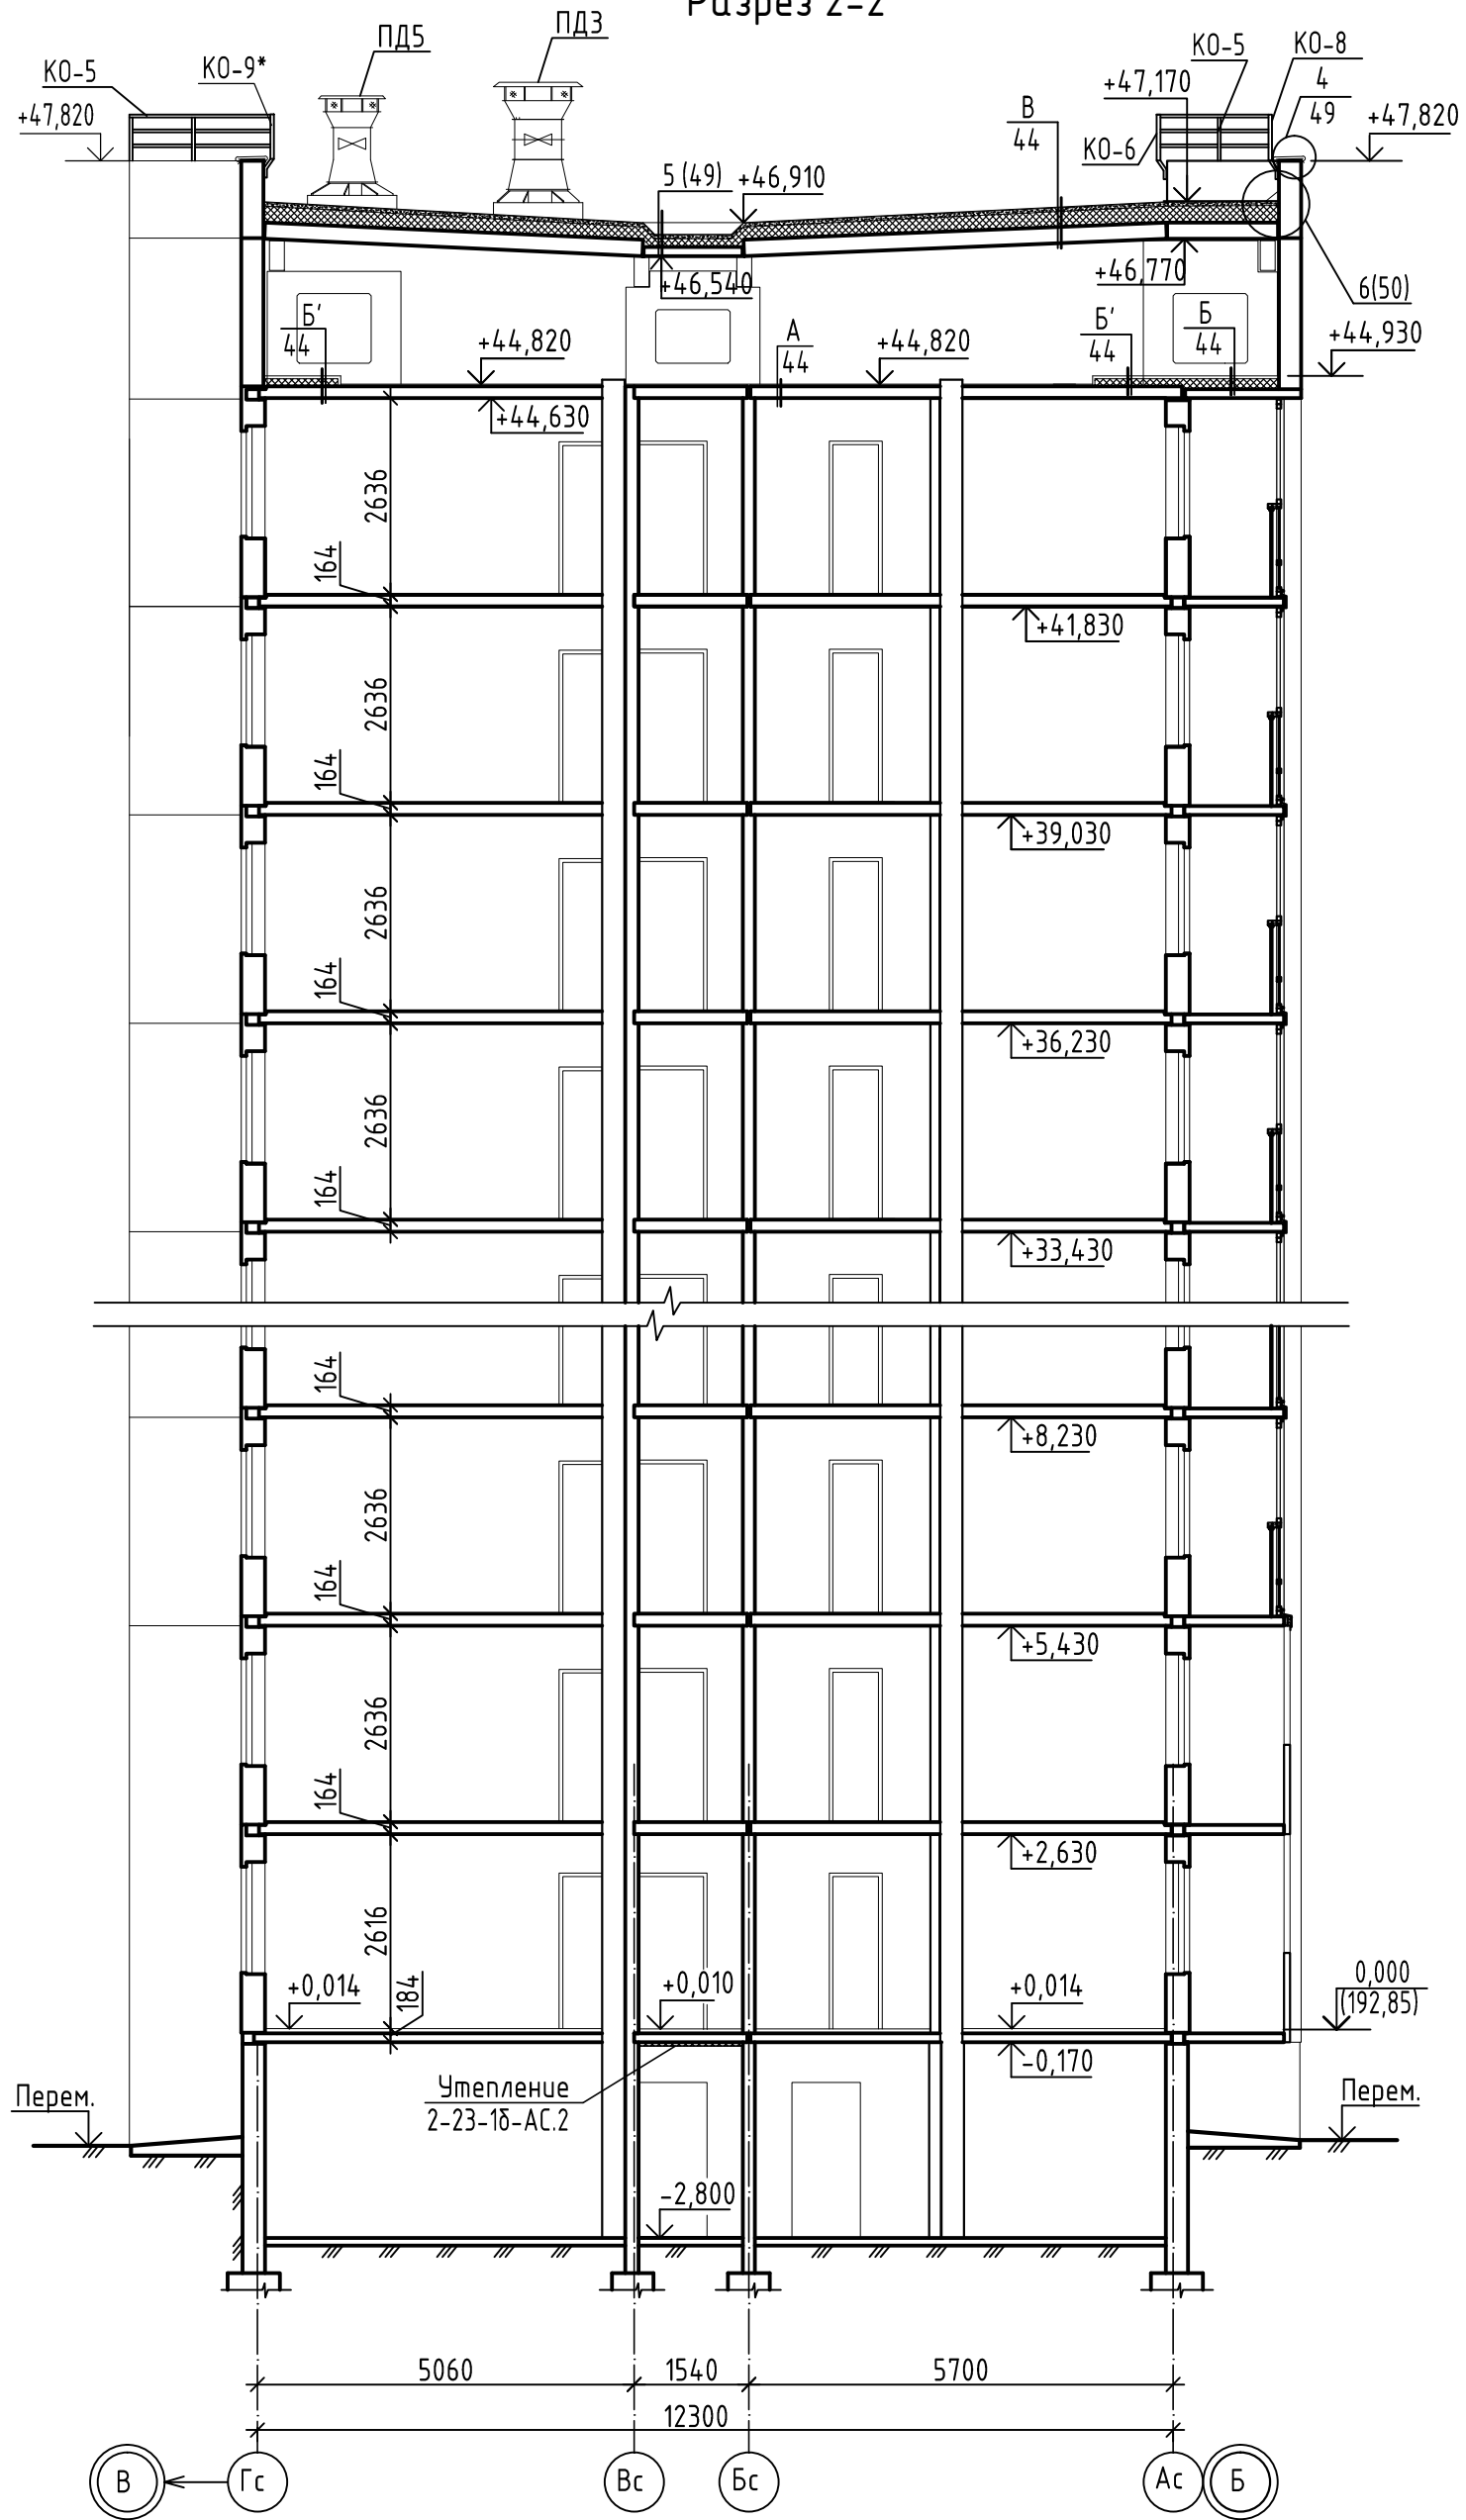 Разрез 2-2
ПД5
ПД3
КО-5
КО-9*
+47,820
КО-5
КО-8
+47,170
4
49
+47,820
В
44
КО-6
5 (49)
+46,910
+46,540
+46,770
6(50)
Б'
44
+44,820
А
44
+44,820
Б'
44
Б
44
+44,930
+44,630
2636
164
+41,830
2636
164
+39,030
2636
164
+36,230
2636
164
+33,430
164
+8,230
2636
164
+5,430
2636
164
+2,630
2616
+0,014
184
+0,010
+0,014
0,000
(192,85)
-0,170
Утепление
2-23-1б-АС.2
Перем.
Перем.
-2,800
5060
1540
5700
12300
В
Гс
Вс
Бс
Ас
Б